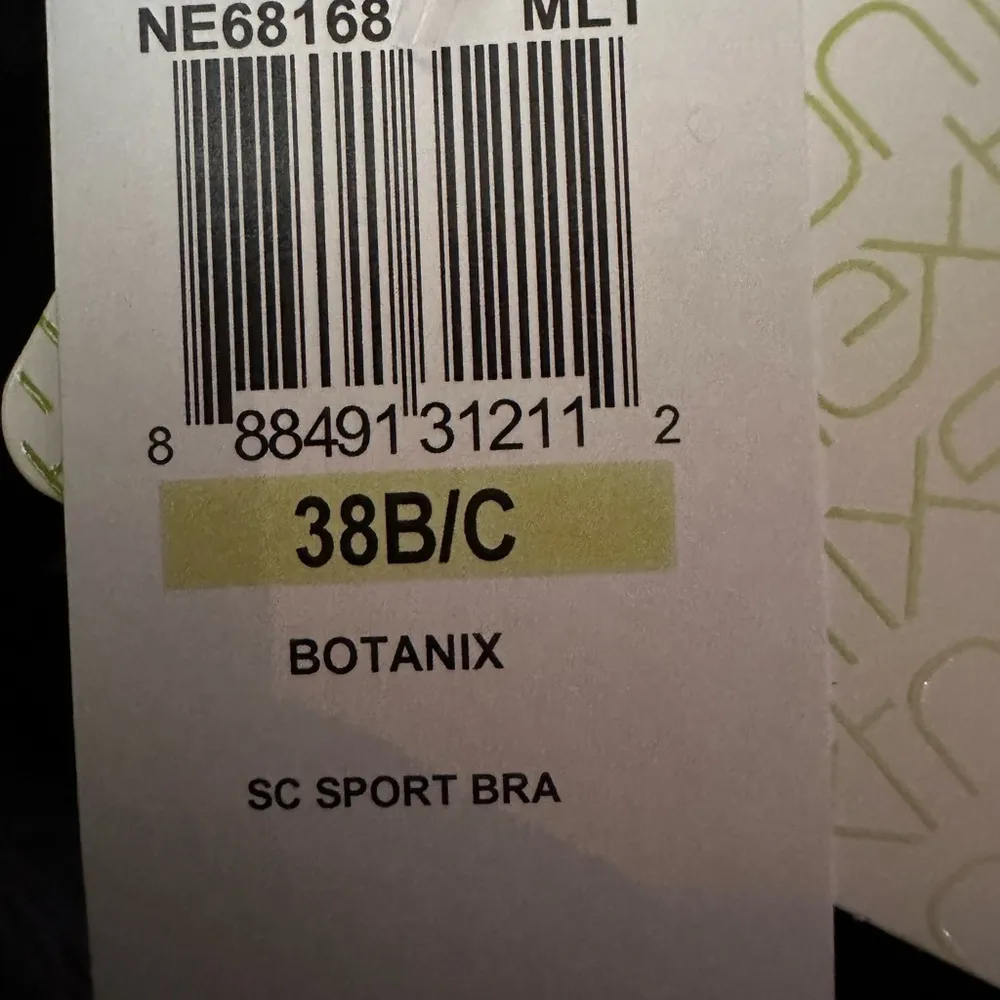 NE68168 MLT
8 88491 31211 2
38B/C
BOTANIX
SC SPORT BRA